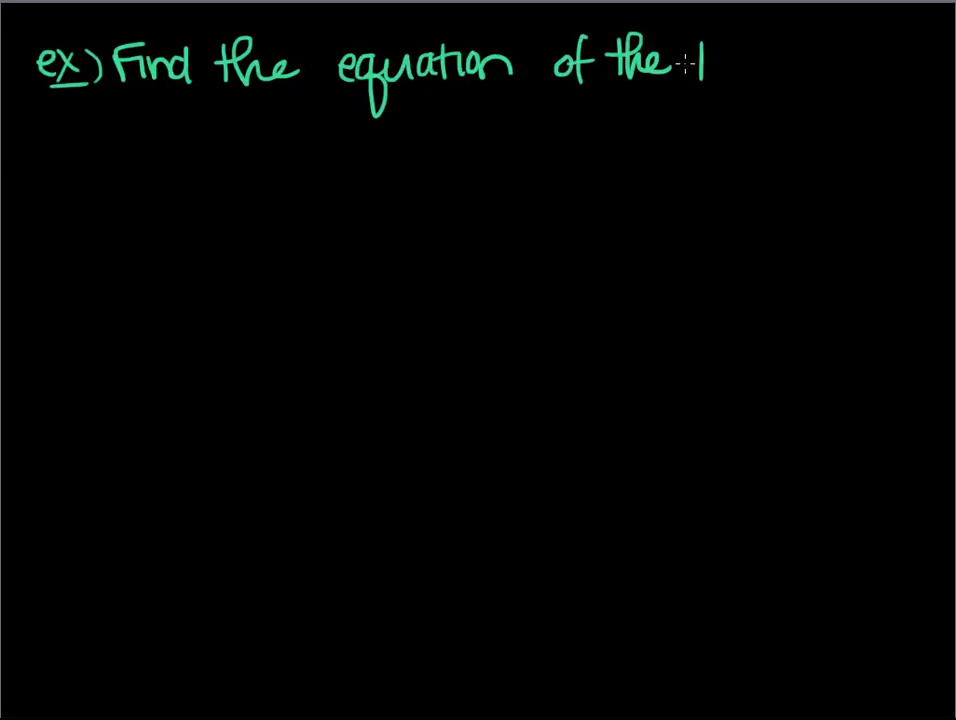 ex) Find the equation of the l